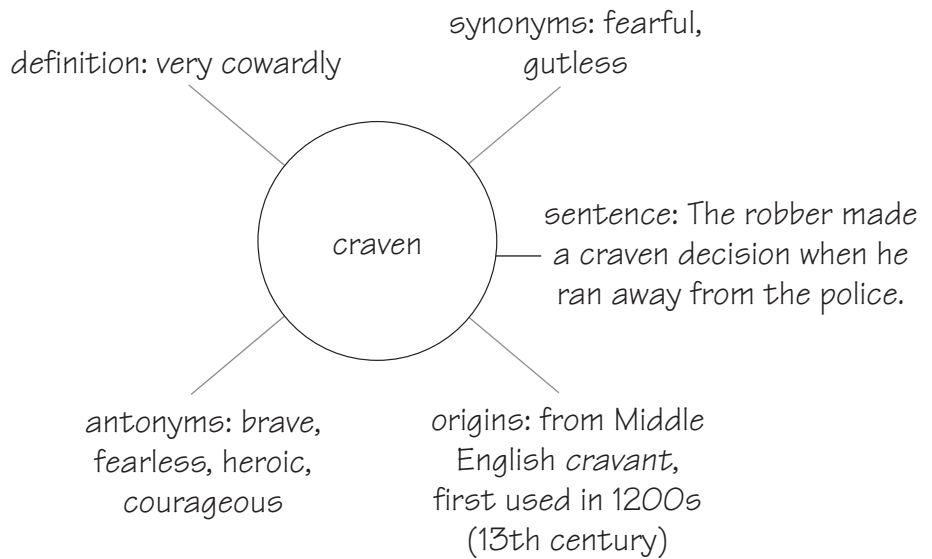 definition: very cowardly
synonyms: fearful,
gutless
craven
sentence: The robber made
a craven decision when he
ran away from the police.
antonyms: brave,
fearless, heroic,
courageous
origins: from Middle
English cravant,
first used in 1200s
(13th century)